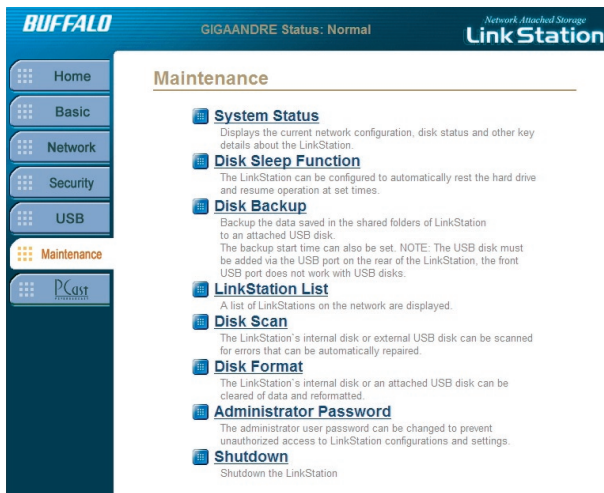 BUFFALO
GIGAANDRE Status: Normal
Network Attached Storage
LinkStation
Home
Basic
Network
Security
USB
Maintenance
PCast
Maintenance
System Status
Displays the current network configuration, disk status and other key
details about the LinkStation.
Disk Sleep Function
The LinkStation can be configured to automatically rest the hard drive
and resume operation at set times.
Disk Backup
Backup the data saved in the shared folders of LinkStation
to an attached USB disk.
The backup start time can also be set. NOTE: The USB disk must
be added via the USB port on the rear of the LinkStation, the front
USB port does not work with USB disks.
LinkStation List
A list of LinkStations on the network are displayed.
Disk Scan
The LinkStation`s internal disk or external USB disk can be scanned
for errors that can be automatically repaired.
Disk Format
The LinkStation`s internal disk or an attached USB disk can be
cleared of data and reformatted.
Administrator Password
The administrator user password can be changed to prevent
unauthorized access to LinkStation configurations and settings.
Shutdown
Shutdown the LinkStation